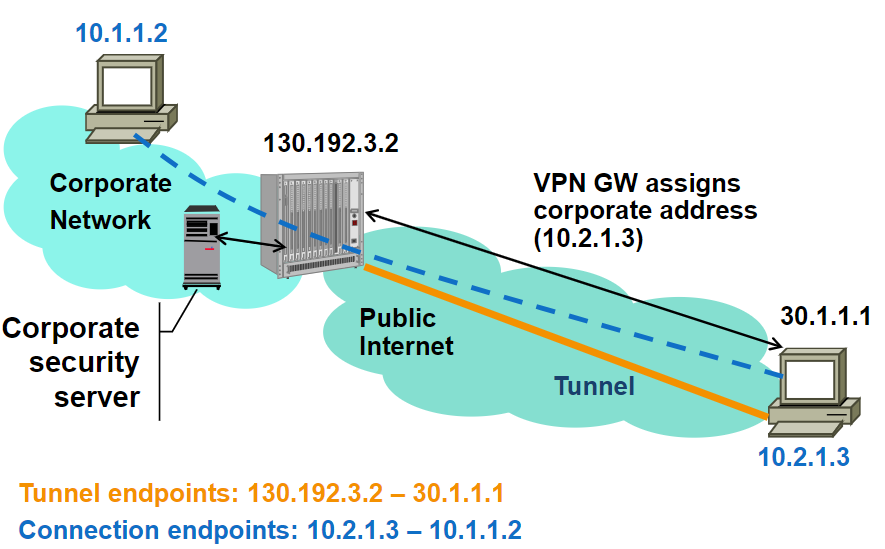 10.1.1.2
130.192.3.2
Corporate
Network
VPN GW assigns
corporate address
(10.2.1.3)
Corporate
security
server
Public
Internet
Tunnel
30.1.1.1
10.2.1.3
Tunnel endpoints: 130.192.3.2 – 30.1.1.1
Connection endpoints: 10.2.1.3 – 10.1.1.2